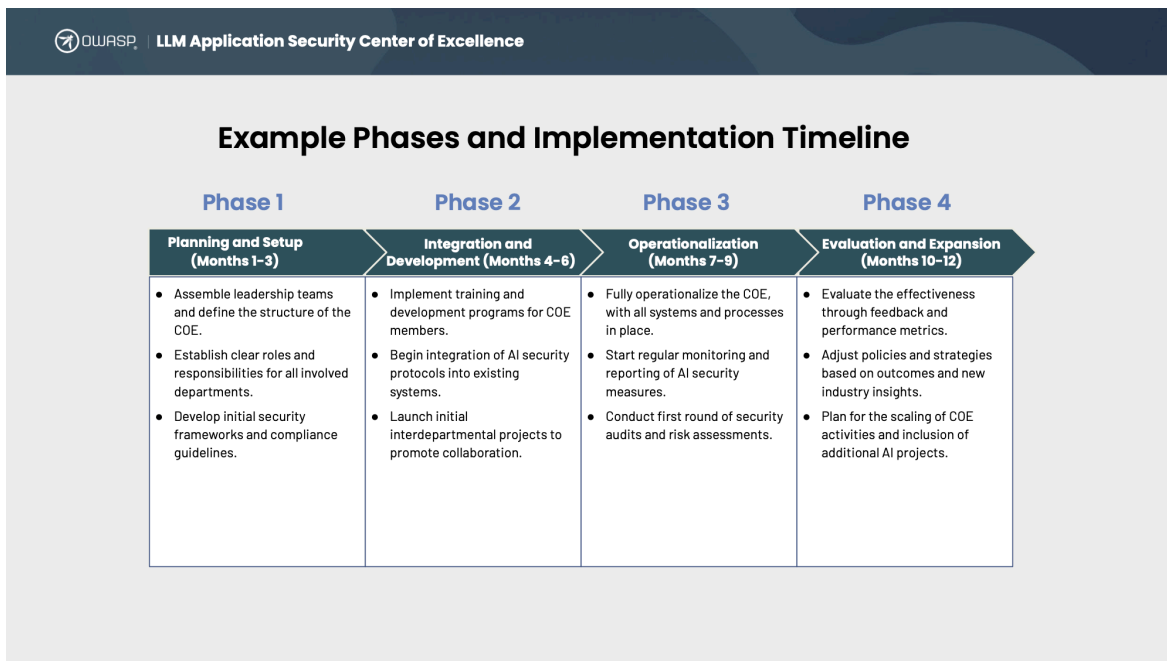 OWASP. | LLM Application Security Center of Excellence
Example Phases and Implementation Timeline
Phase 1
Planning and Setup
(Months 1-3)
● Assemble leadership teams
and define the structure of the
COE.
● Establish clear roles and
responsibilities for all involved
departments.
● Develop initial security
frameworks and compliance
guidelines.
Phase 2
Integration and
Development (Months 4-6)
● Implement training and
development programs for COE
members.
● Begin integration of AI security
protocols into existing
systems.
● Launch initial
interdepartmental projects to
promote collaboration.
Phase 3
Operationalization
(Months 7-9)
● Fully operationalize the COE,
with all systems and processes
in place.
● Start regular monitoring and
reporting of AI security
measures.
● Conduct first round of security
audits and risk assessments.
Phase 4
Evaluation and Expansion
(Months 10-12)
● Evaluate the effectiveness
through feedback and
performance metrics.
● Adjust policies and strategies
based on outcomes and new
industry insights.
● Plan for the scaling of COE
activities and inclusion of
additional AI projects.